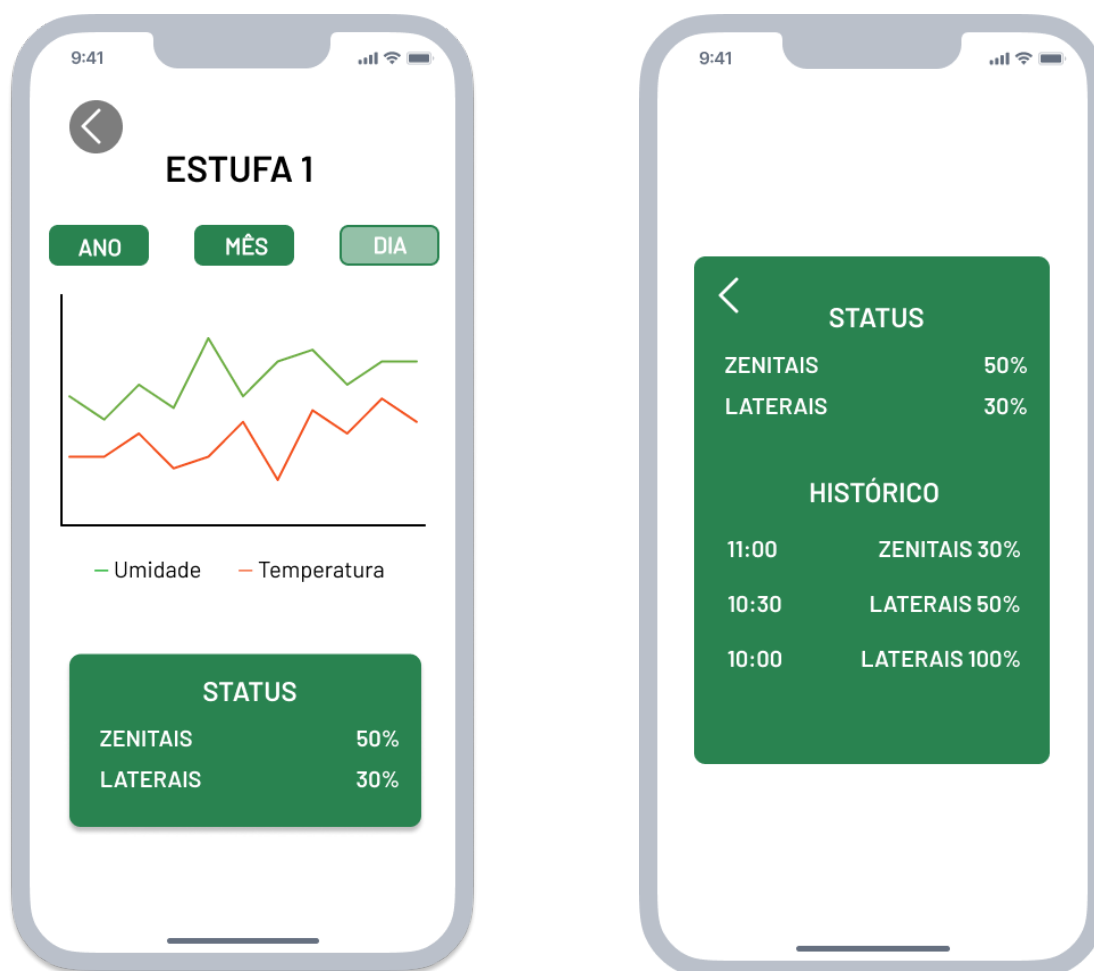 9:41
ESTUFA 1
ANO MÊS DIA
Umidade Temperatura
STATUS
ZENITAIS 50%
LATERAIS 30%
9:41
STATUS
ZENITAIS 50%
LATERAIS 30%
HISTÓRICO
11:00 ZENITAIS 30%
10:30 LATERAIS 50%
10:00 LATERAIS 100%